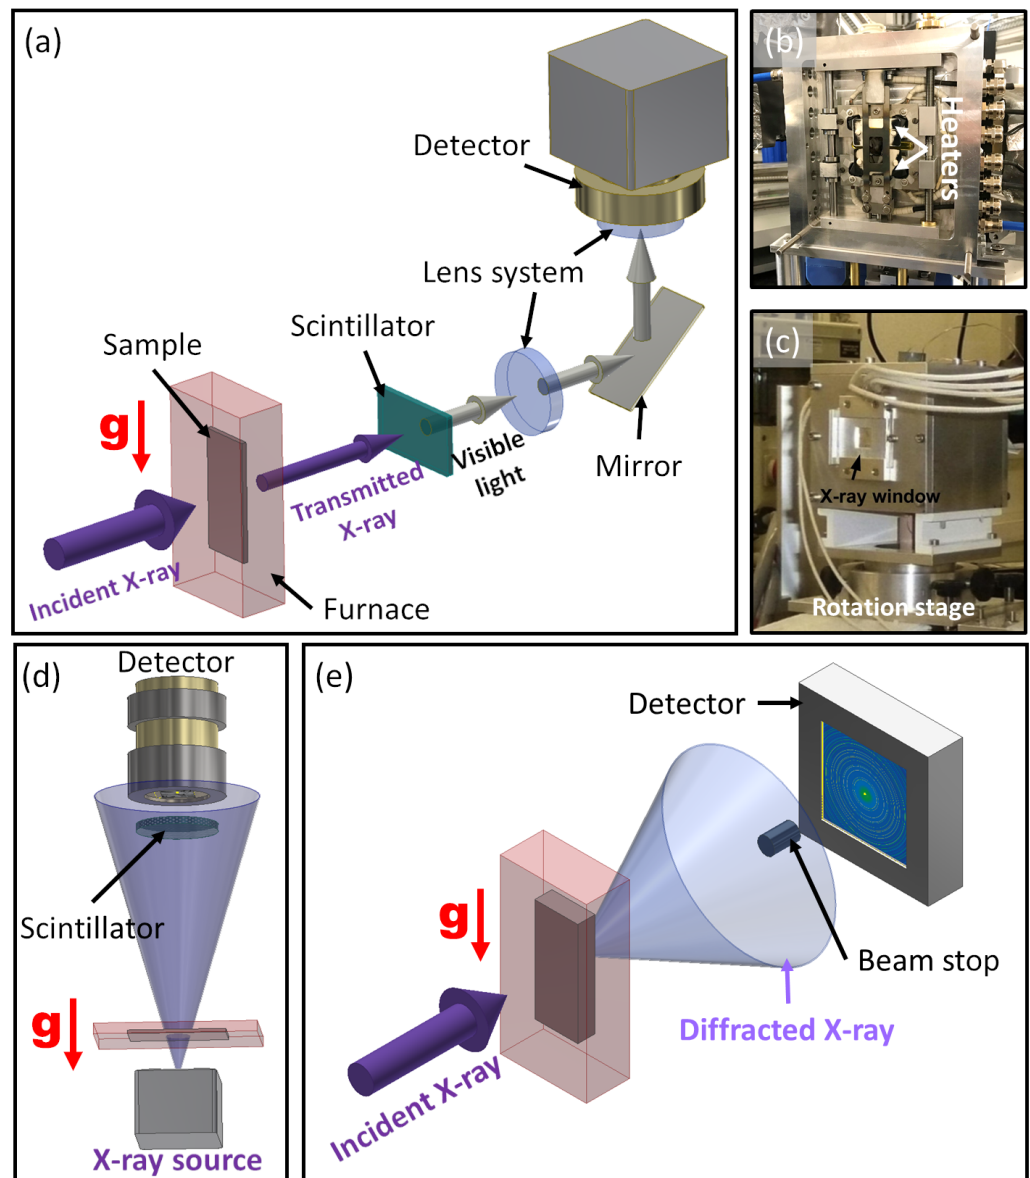 (a)
Detector
Lens system
Scintillator
Sample
g
Visible
light
Mirror
Transmitted
X-ray
Incident X-ray
Furnace
(b)
Heaters
(c)
X-ray window
Rotation stage
(d)
Detector
Scintillator
g
X-ray source
(e)
Detector
g
Beam stop
Diffracted X-ray
Incident X-ray